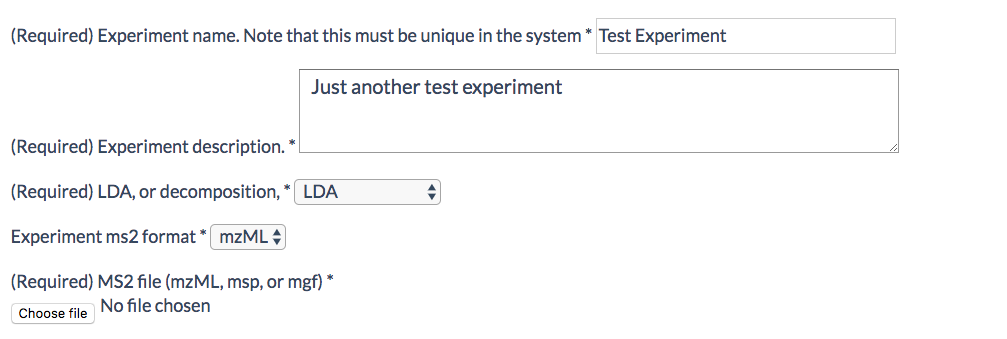 (Required) Experiment name. Note that this must be unique in the system * Test Experiment
Just another test experiment
(Required) Experiment description. *
(Required) LDA, or decomposition, * LDA
Experiment ms2 format * mzML
(Required) MS2 file (mzML, msp, or mgf) *
Choose file No file chosen